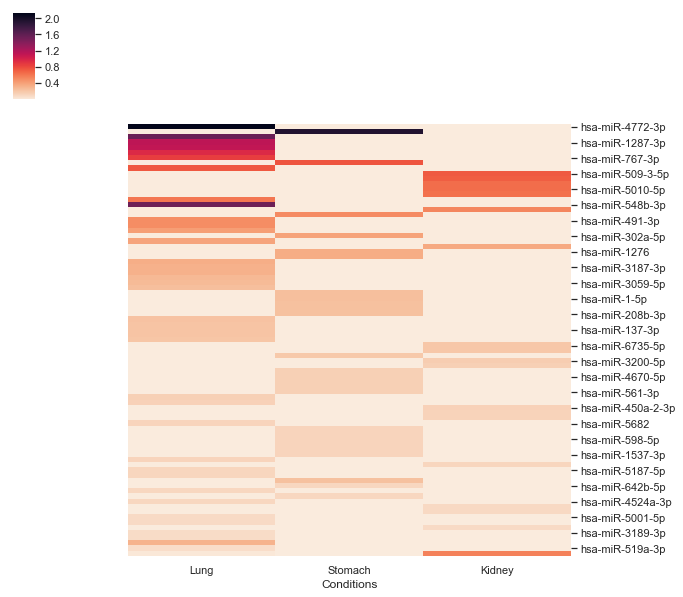 2.0
1.6
1.2
0.8
0.4
hsa-miR-4772-3p
hsa-miR-1287-3p
hsa-miR-767-3p
hsa-miR-509-3-5p
hsa-miR-5010-5p
hsa-miR-548b-3p
hsa-miR-491-3p
hsa-miR-302a-5p
hsa-miR-1276
hsa-miR-3187-3p
hsa-miR-3059-5p
hsa-miR-1-5p
hsa-miR-208b-3p
hsa-miR-137-3p
hsa-miR-6735-5p
hsa-miR-3200-5p
hsa-miR-4670-5p
hsa-miR-561-3p
hsa-miR-450a-2-3p
hsa-miR-5682
hsa-miR-598-5p
hsa-miR-1537-3p
hsa-miR-5187-5p
hsa-miR-642b-5p
hsa-miR-4524a-3p
hsa-miR-5001-5p
hsa-miR-3189-3p
hsa-miR-519a-3p
Lung Stomach Kidney
Conditions